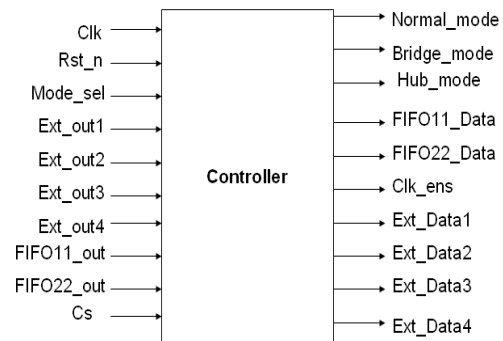 Clk
Rst_n
Mode_sel
Ext_out1
Ext_out2
Ext_out3
Ext_out4
FIFO11_out
FIFO22_out
Cs
Controller
Normal_mode
Bridge_mode
Hub_mode
FIFO11_Data
FIFO22_Data
Clk_ens
Ext_Data1
Ext_Data2
Ext_Data3
Ext_Data4